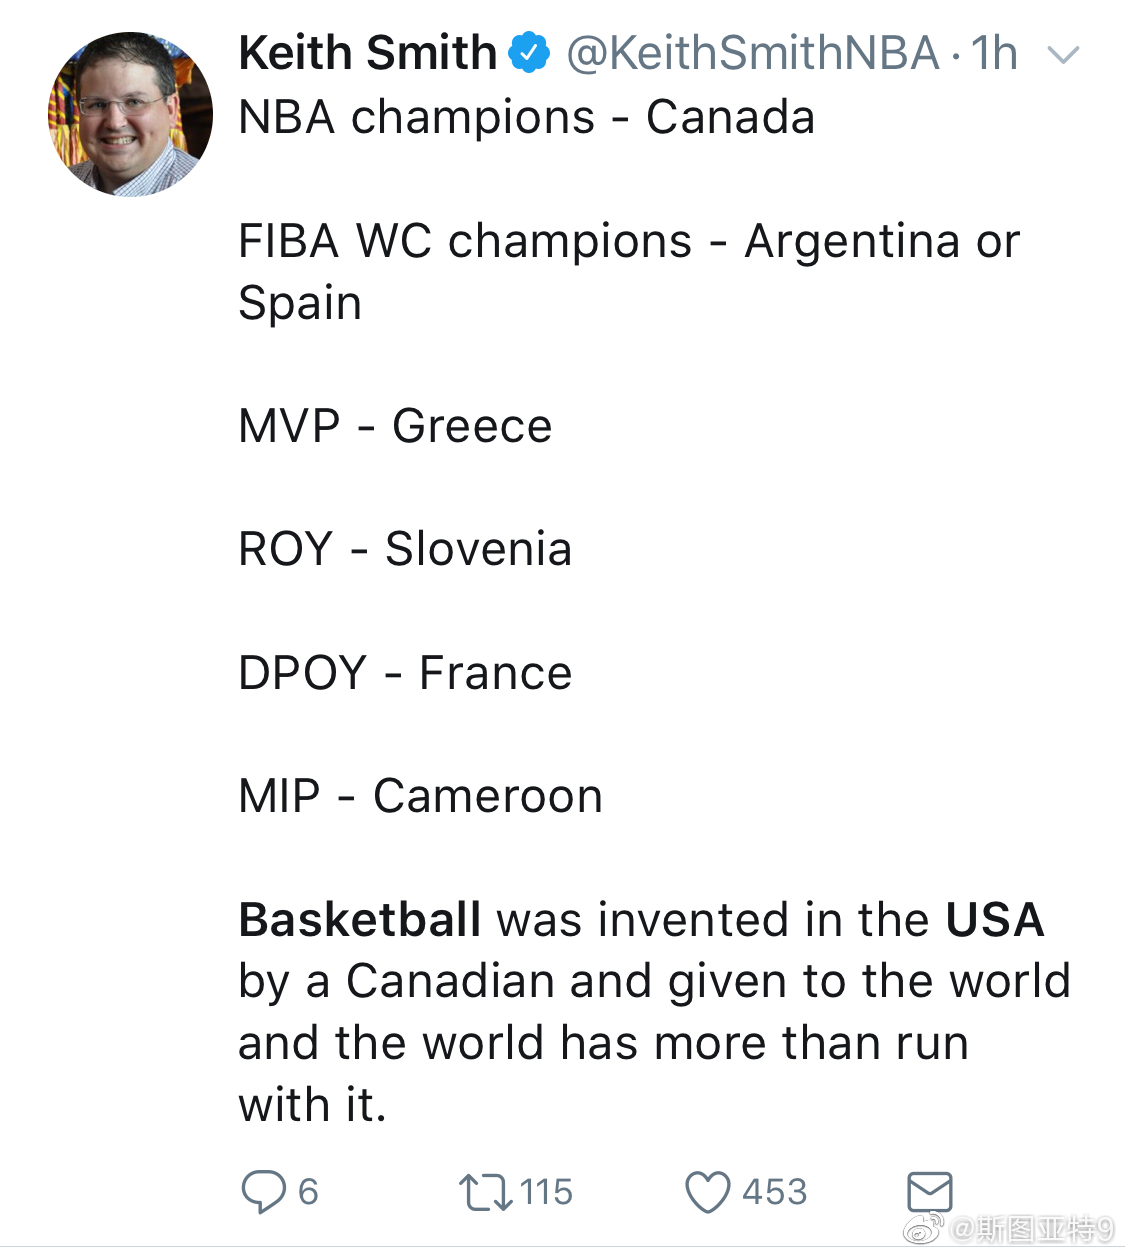 Keith Smith @KeithSmithNBA · 1h
NBA champions - Canada
FIBA WC champions - Argentina or
Spain
MVP - Greece
ROY - Slovenia
DPOY - France
MIP - Cameroon
Basketball was invented in the USA
by a Canadian and given to the world
and the world has more than run
with it.
6 115 453
@斯图亚特9